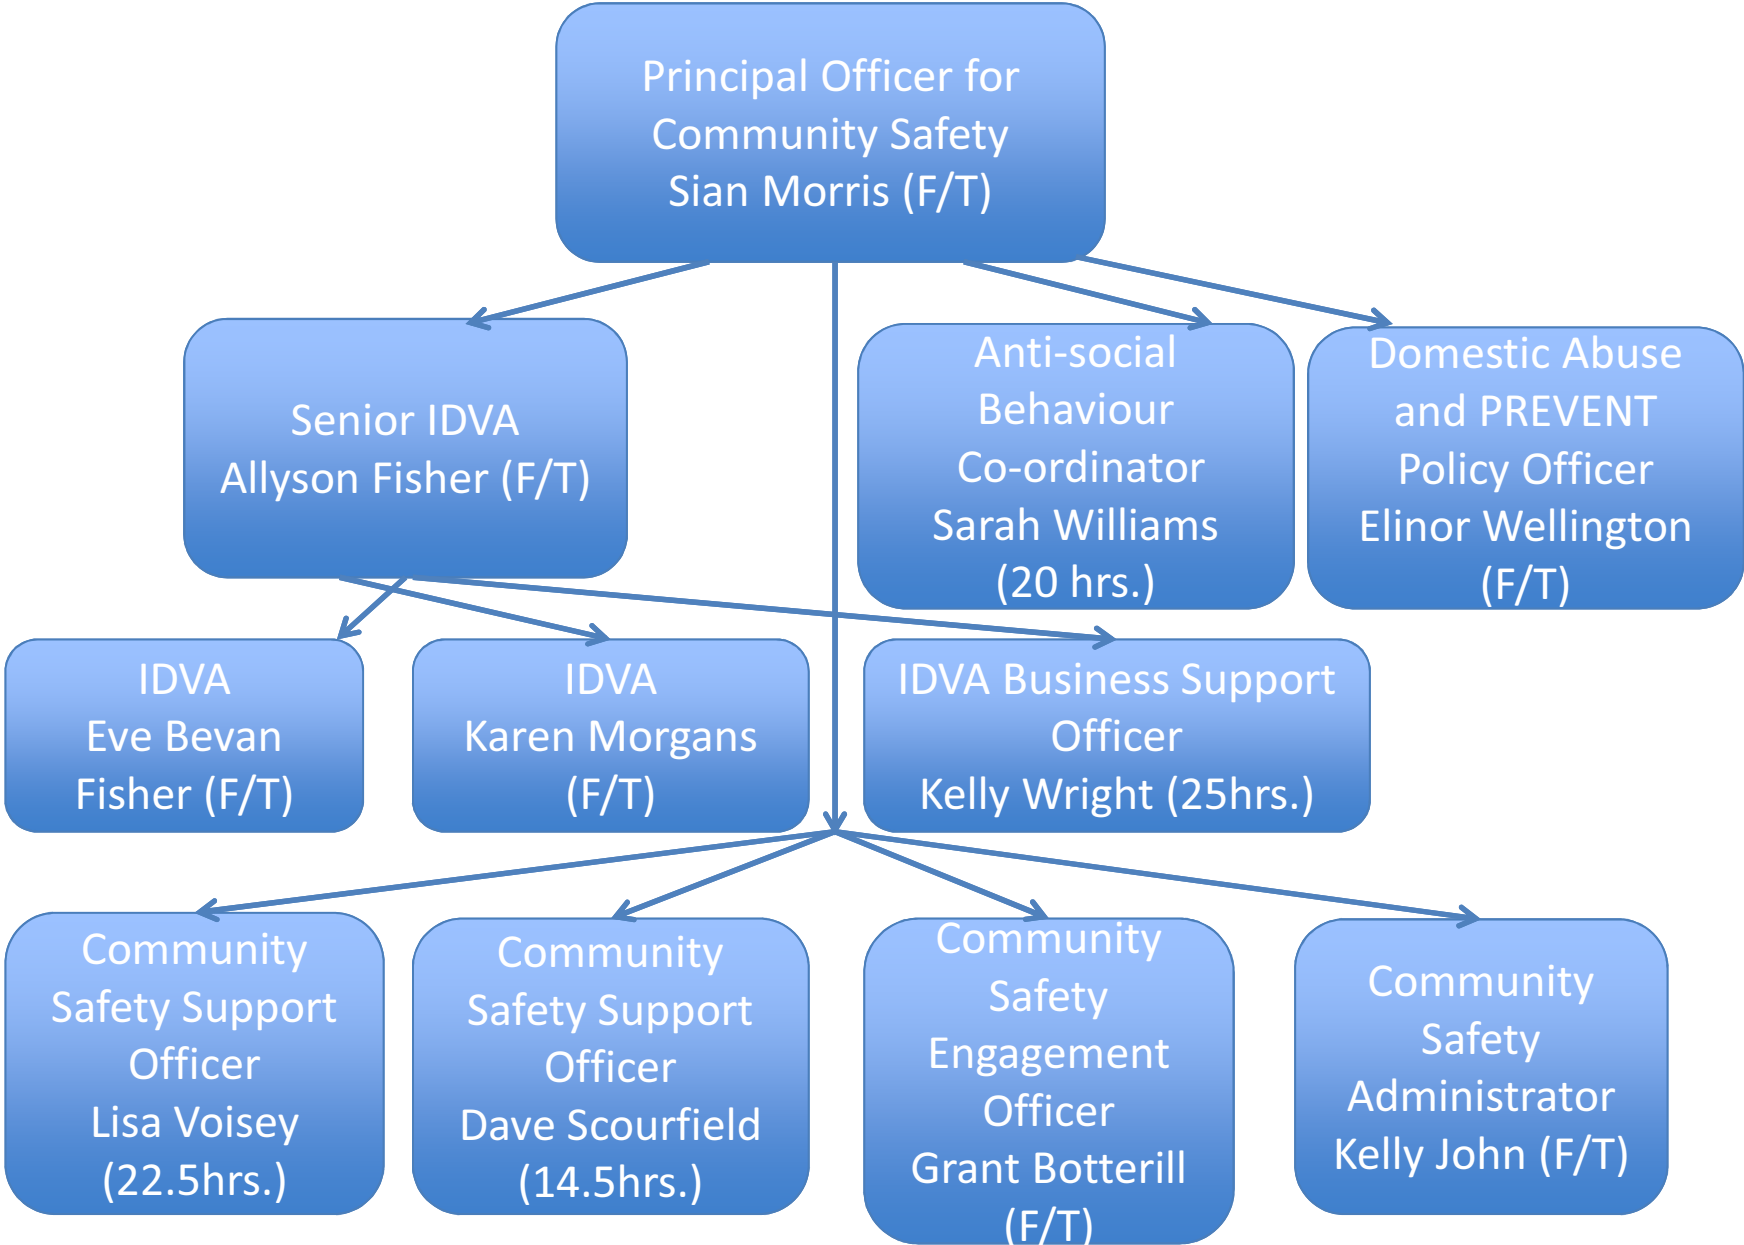 Principal Officer for
Community Safety
Sian Morris (F/T)
Senior IDVA
Allyson Fisher (F/T)
Anti-social
Behaviour
Co-ordinator
Sarah Williams
(20 hrs.)
Domestic Abuse
and PREVENT
Policy Officer
Elinor Wellington
(F/T)
IDVA
Eve Bevan
Fisher (F/T)
IDVA
Karen Morgans
(F/T)
IDVA Business Support
Officer
Kelly Wright (25hrs.)
Community
Safety Support
Officer
Lisa Voisey
(22.5hrs.)
Community
Safety Support
Officer
Dave Scourfield
(14.5hrs.)
Community
Safety
Engagement
Officer
Grant Botterill
(F/T)
Community
Safety
Administrator
Kelly John (F/T)